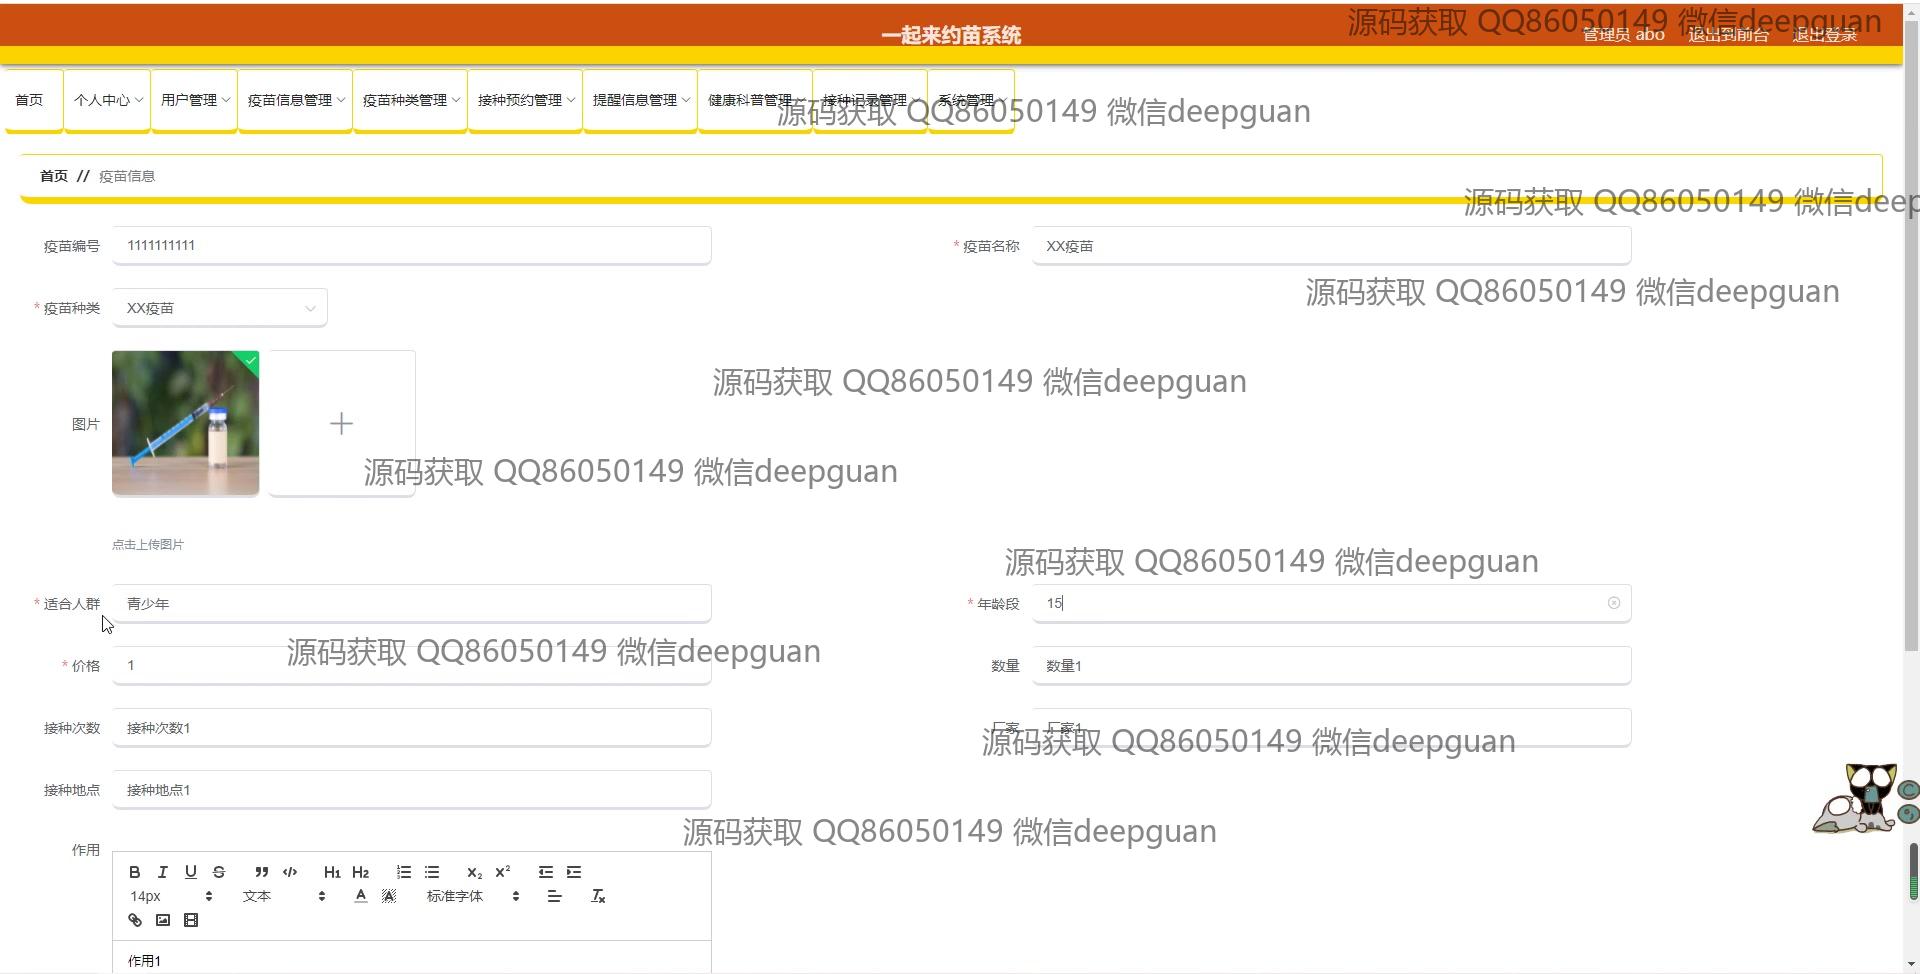 一起来约苗系统
源码获取 QQ86050149 微信deepguan
管理员 abo 退出到前台 退出登录
首页 个人中心 用户管理 疫苗信息管理 疫苗种类管理 接种预约管理 提醒信息管理 健康科普管理 接种记录管理 系统管理
源码获取 QQ86050149 微信deepguan
首页 // 疫苗信息
源码获取 QQ86050149 微信deep
疫苗编号 1111111111 * 疫苗名称 XX疫苗
源码获取 QQ86050149 微信deepguan
* 疫苗种类 XX疫苗
源码获取 QQ86050149 微信deepguan
图片
源码获取 QQ86050149 微信deepguan
点击上传图片
源码获取 QQ86050149 微信deepguan
* 适合人群 青少年 * 年龄段 15
源码获取 QQ86050149 微信deepguan
* 价格 1 数量 数量1
接种次数 接种次数1 厂家 厂家1
源码获取 QQ86050149 微信deepguan
接种地点 接种地点1
源码获取 QQ86050149 微信deepguan
作用
B I U S H1 H2 x2 x2
14px 文本 A A 标准字体 Tx
作用1